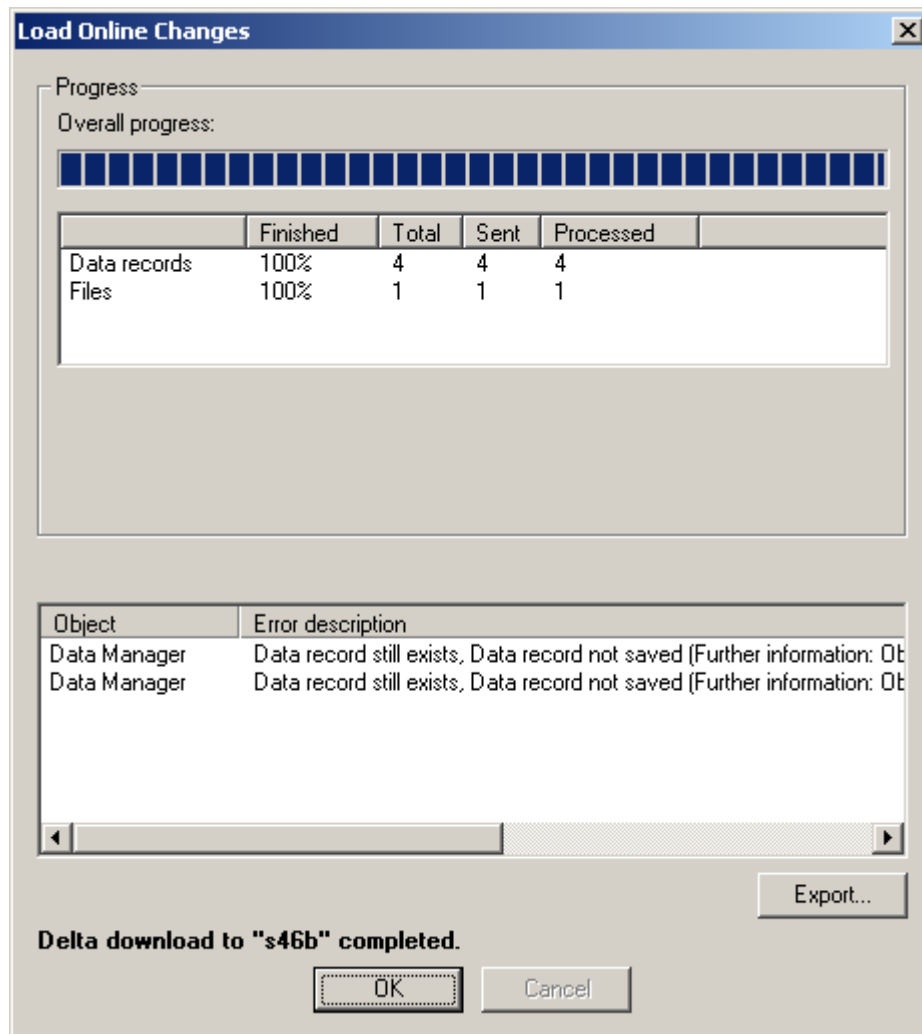 Load Online Changes
Progress
Overall progress:
Finished Total Sent Processed
Data records 100% 4 4 4
Files 100% 1 1 1
Object Error description
Data Manager Data record still exists, Data record not saved (Further information: Ob
Data Manager Data record still exists, Data record not saved (Further information: Ob
Export...
Delta download to "s46b" completed.
OK Cancel